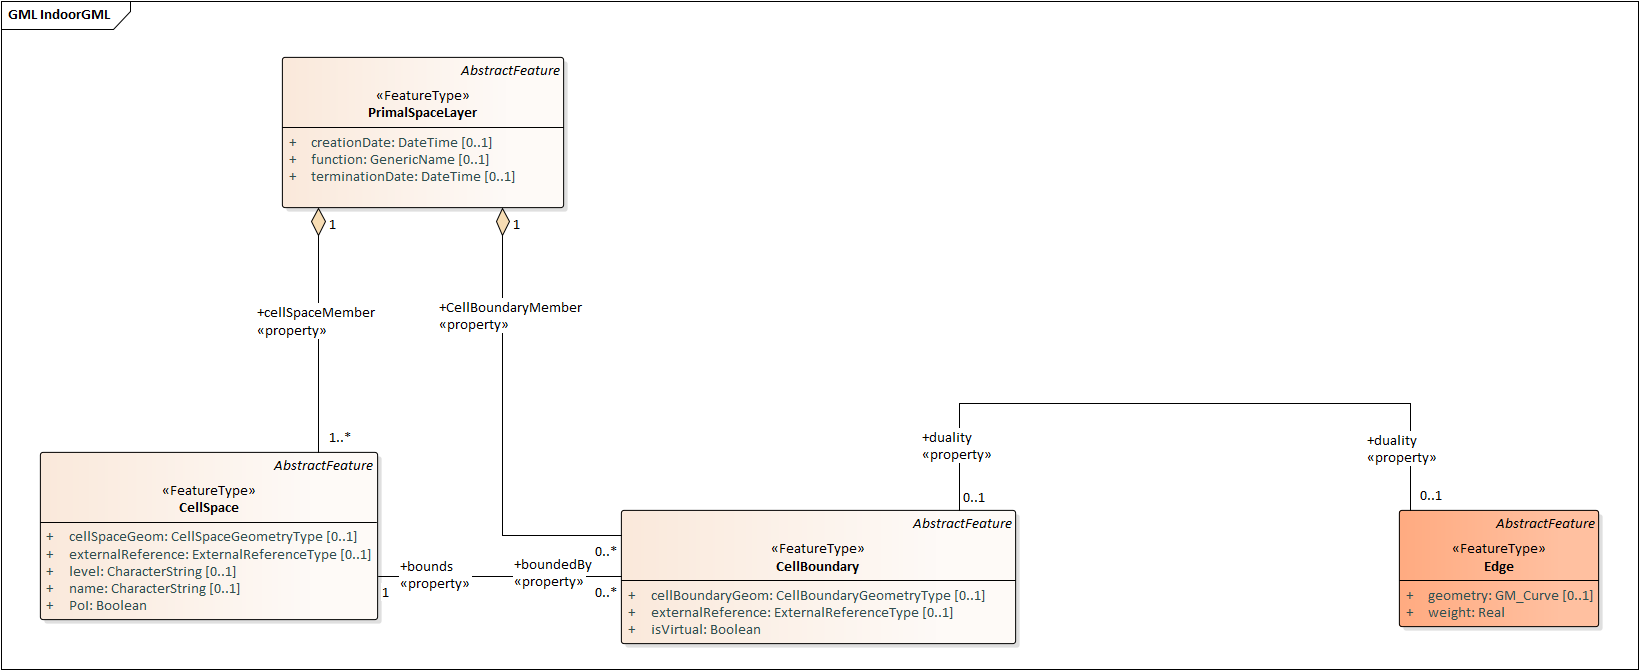 GML IndoorGML
AbstractFeature
«FeatureType»
PrimalSpaceLayer
+ creationDate: DateTime [0..1]
+ function: GenericName [0..1]
+ terminationDate: DateTime [0..1]
1
1
+cellSpaceMember
«property»
+CellBoundaryMember
«property»
1..*
0..*
AbstractFeature
«FeatureType»
CellSpace
+ cellSpaceGeom: CellSpaceGeometryType [0..1]
+ externalReference: ExternalReferenceType [0..1]
+ level: CharacterString [0..1]
+ name: CharacterString [0..1]
+ PoI: Boolean
+bounds
«property»
1
+boundedBy
«property»
0..*
+duality
«property»
0..1
AbstractFeature
«FeatureType»
CellBoundary
+ cellBoundaryGeom: CellBoundaryGeometryType [0..1]
+ externalReference: ExternalReferenceType [0..1]
+ isVirtual: Boolean
+duality
«property»
0..1
AbstractFeature
«FeatureType»
Edge
+ geometry: GM_Curve [0..1]
+ weight: Real